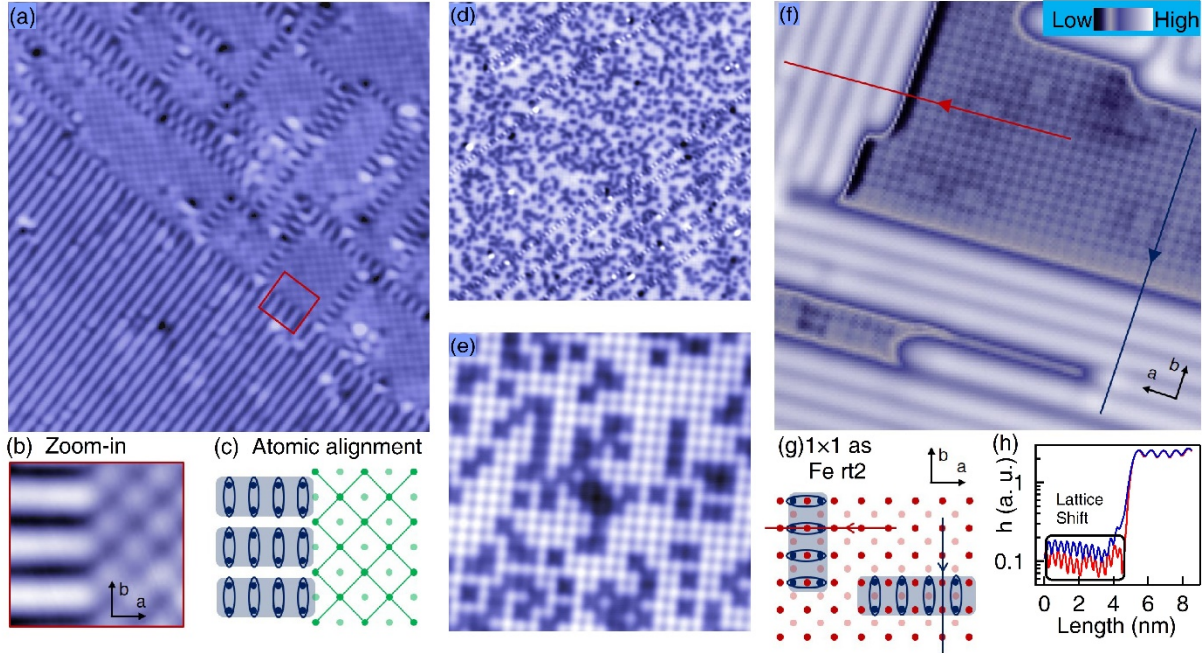 (a)
(d)
(f)
Low High
(e)
b
a
(b) Zoom-in
(c) Atomic alignment
b
a
(g) 1×1 as
Fe rt2
b
a
(h)
h (a. u.)
1
0.1
Lattice
Shift
0 2 4 6 8
Length (nm)